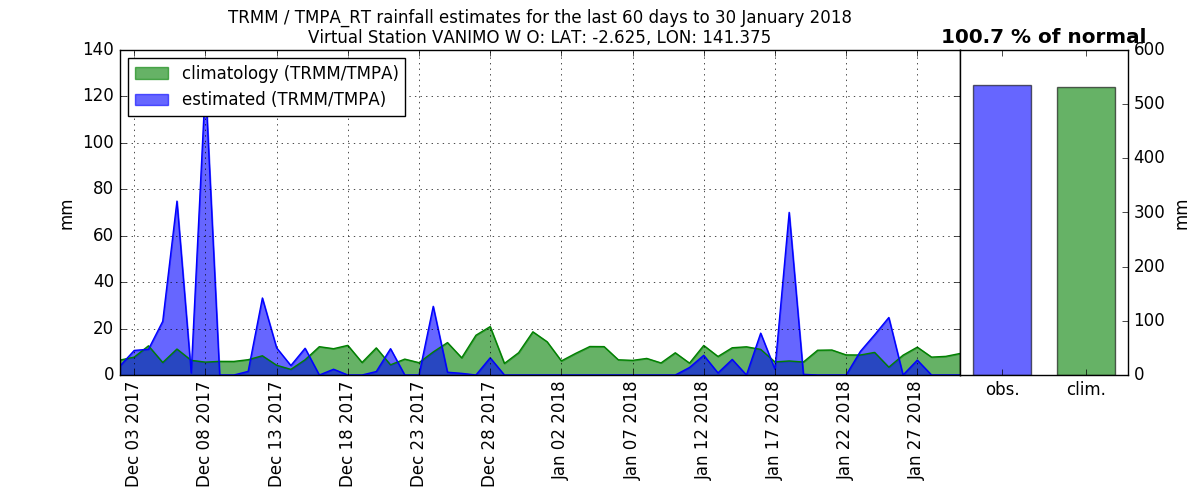 TRMM / TMPA_RT rainfall estimates for the last 60 days to 30 January 2018
Virtual Station VANIMO W O: LAT: -2.625, LON: 141.375
100.7 % of normal
climatology (TRMM/TMPA)
estimated (TRMM/TMPA)
140
120
100
80
60
40
20
0
mm
Dec 03 2017
Dec 08 2017
Dec 13 2017
Dec 18 2017
Dec 23 2017
Dec 28 2017
Jan 02 2018
Jan 07 2018
Jan 12 2018
Jan 17 2018
Jan 22 2018
Jan 27 2018
600
500
400
300
200
100
0
mm
obs.
clim.